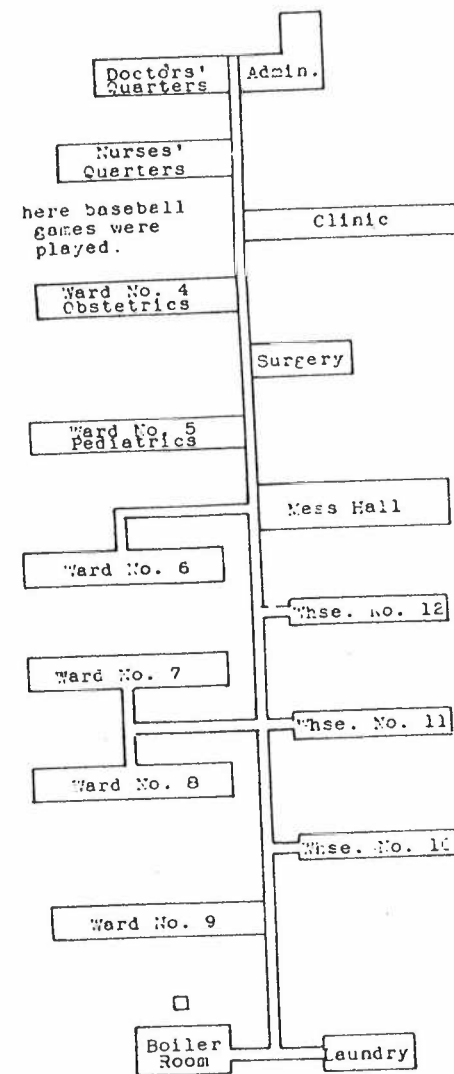 Doctors' Quarters
Admin.
Nurses' Quarters
here baseball
games were
played.
Clinic
Ward No. 4
Obstetrics
Surgery
Ward No. 5
Pediatrics
Mess Hall
Ward No. 6
Whse. No. 12
Ward No. 7
Whse. No. 11
Ward No. 8
Whse. No. 10
Ward No. 9
Boiler
Room
Laundry